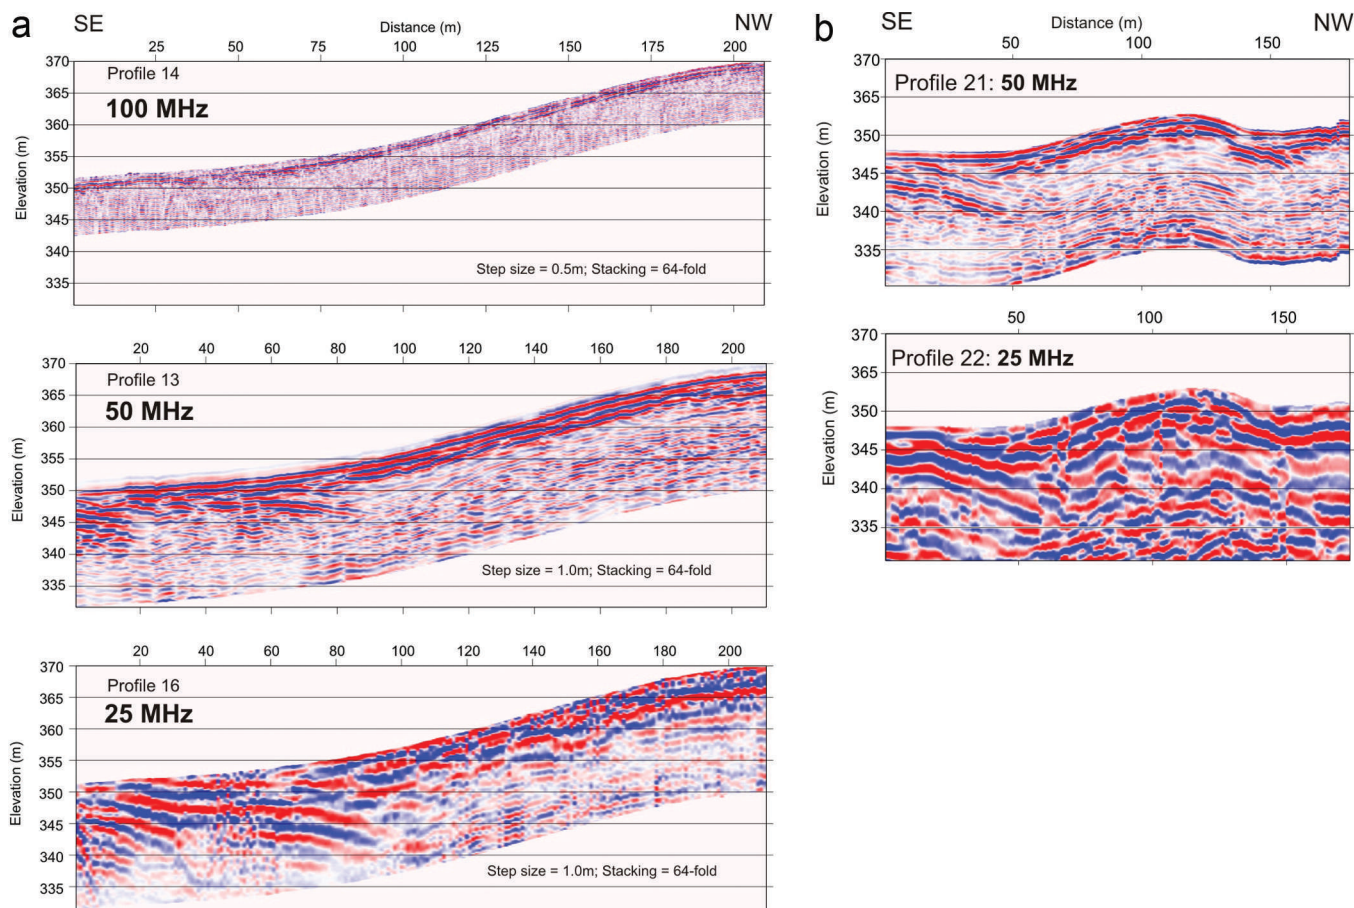 a
SE
Distance (m)
NW
25 50 75 100 125 150 175 200
Profile 14
100 MHz
Elevation (m)
370
365
360
355
350
345
340
335
Step size = 0.5m; Stacking = 64-fold
20 40 60 80 100 120 140 160 180 200
Profile 13
50 MHz
Elevation (m)
370
365
360
355
350
345
340
335
Step size = 1.0m; Stacking = 64-fold
20 40 60 80 100 120 140 160 180 200
Profile 16
25 MHz
Elevation (m)
370
365
360
355
350
345
340
335
Step size = 1.0m; Stacking = 64-fold
b
SE
Distance (m)
NW
50 100 150
Profile 21: 50 MHz
Elevation (m)
370
365
350
345
340
335
50 100 150
Profile 22: 25 MHz
Elevation (m)
370
365
350
345
340
335